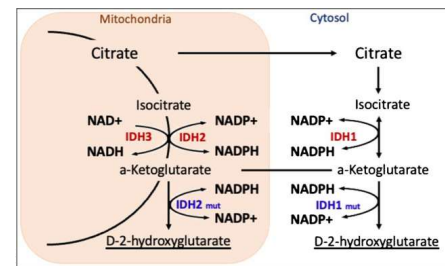 Mitochondria Cytosol
Citrate Citrate
Isocitrate Isocitrate
NAD+ NADP+ NADP+
IDH3 IDH2 IDH1
NADH NADPH NADPH
a-Ketoglutarate a-Ketoglutarate
NADPH NADPH
IDH2 mut IDH1 mut
NADP+ NADP+
D-2-hydroxyglutarate D-2-hydroxyglutarate